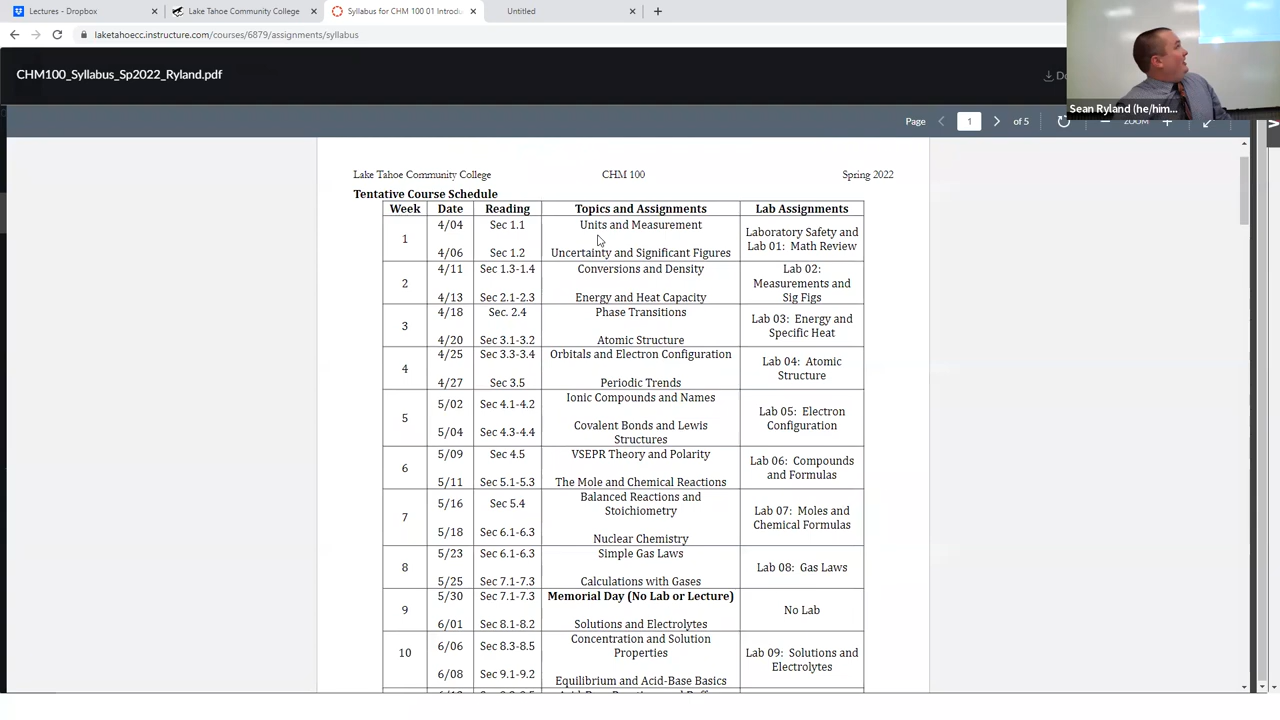 Lectures - Dropbox
Lake Tahoe Community College
Syllabus for CHM 100 01 Introdu
Untitled
laketahoecc.instructure.com/courses/6879/assignments/syllabus
CHM100_Syllabus_Sp2022_Ryland.pdf
Sean Ryland (he/him...
Page 1 of 5
ZOOM
Lake Tahoe Community College CHM 100 Spring 2022
Tentative Course Schedule
Week Date Reading Topics and Assignments Lab Assignments
1
4/04 Sec 1.1 Units and Measurement
4/06 Sec 1.2 Uncertainty and Significant Figures
Laboratory Safety and
Lab 01: Math Review
2
4/11 Sec 1.3-1.4 Conversions and Density
4/13 Sec 2.1-2.3 Energy and Heat Capacity
Lab 02:
Measurements and
Sig Figs
3
4/18 Sec. 2.4 Phase Transitions
4/20 Sec 3.1-3.2 Atomic Structure
Lab 03: Energy and
Specific Heat
4
4/25 Sec 3.3-3.4 Orbitals and Electron Configuration
4/27 Sec 3.5 Periodic Trends
Lab 04: Atomic
Structure
5
5/02 Sec 4.1-4.2 Ionic Compounds and Names
5/04 Sec 4.3-4.4 Covalent Bonds and Lewis
Structures
Lab 05: Electron
Configuration
6
5/09 Sec 4.5 VSEPR Theory and Polarity
5/11 Sec 5.1-5.3 The Mole and Chemical Reactions
Lab 06: Compounds
and Formulas
7
5/16 Sec 5.4 Balanced Reactions and
Stoichiometry
5/18 Sec 6.1-6.3 Nuclear Chemistry
Lab 07: Moles and
Chemical Formulas
8
5/23 Sec 6.1-6.3 Simple Gas Laws
5/25 Sec 7.1-7.3 Calculations with Gases
Lab 08: Gas Laws
9
5/30 Sec 7.1-7.3 Memorial Day (No Lab or Lecture)
6/01 Sec 8.1-8.2 Solutions and Electrolytes
No Lab
10
6/06 Sec 8.3-8.5 Concentration and Solution
Properties
6/08 Sec 9.1-9.2 Equilibrium and Acid-Base Basics
Lab 09: Solutions and
Electrolytes